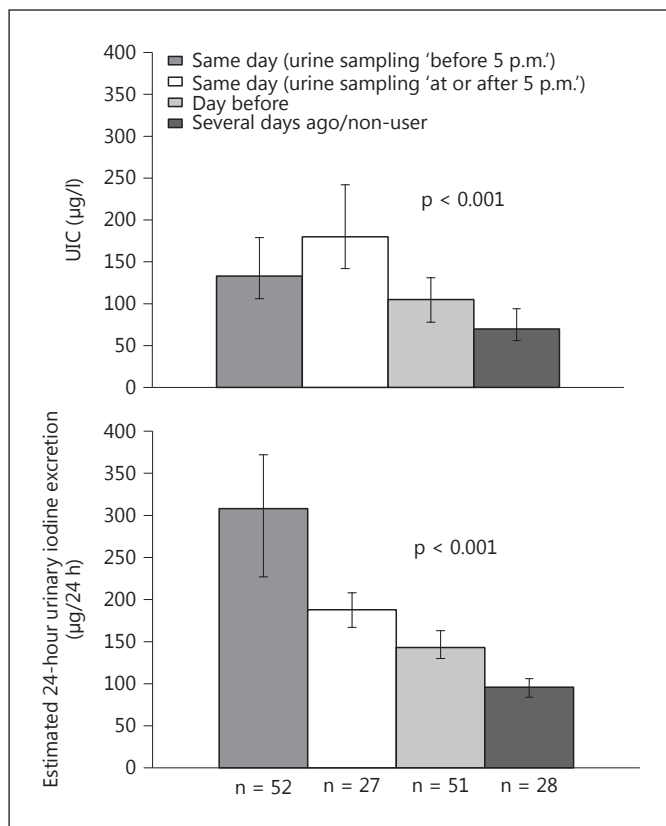 400
350
300
250
200
150
100
50
0
UIC (µg/l)
Same day (urine sampling ‘before 5 p.m.’)
Same day (urine sampling ‘at or after 5 p.m.’)
Day before
Several days ago/non-user
p < 0.001
400
350
300
250
200
150
100
50
0
Estimated 24-hour urinary iodine excretion
(µg/24 h)
p < 0.001
n = 52 n = 27 n = 51 n = 28